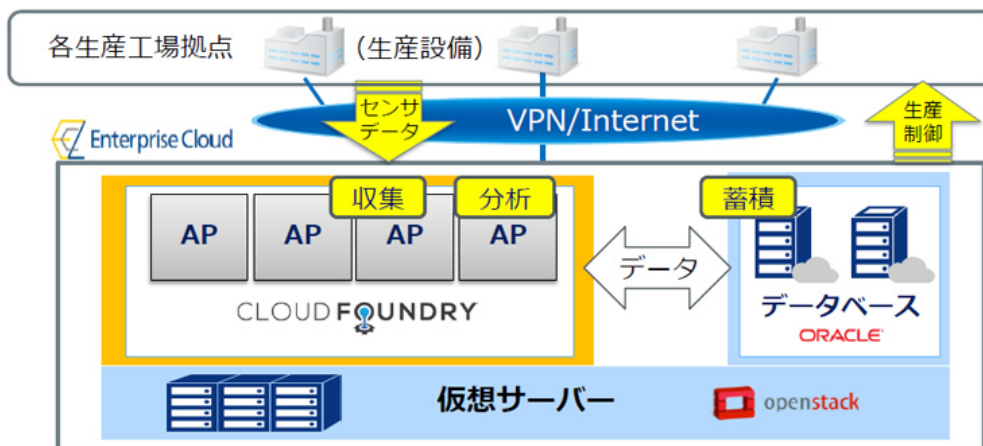 各生産工場拠点
（生産設備）
センサ
データ
VPN/Internet
生産
制御
Enterprise Cloud
収集
分析
蓄積
AP
AP
AP
AP
データ
CLOUD FOUNDRY
データベース
ORACLE
仮想サーバー
openstack